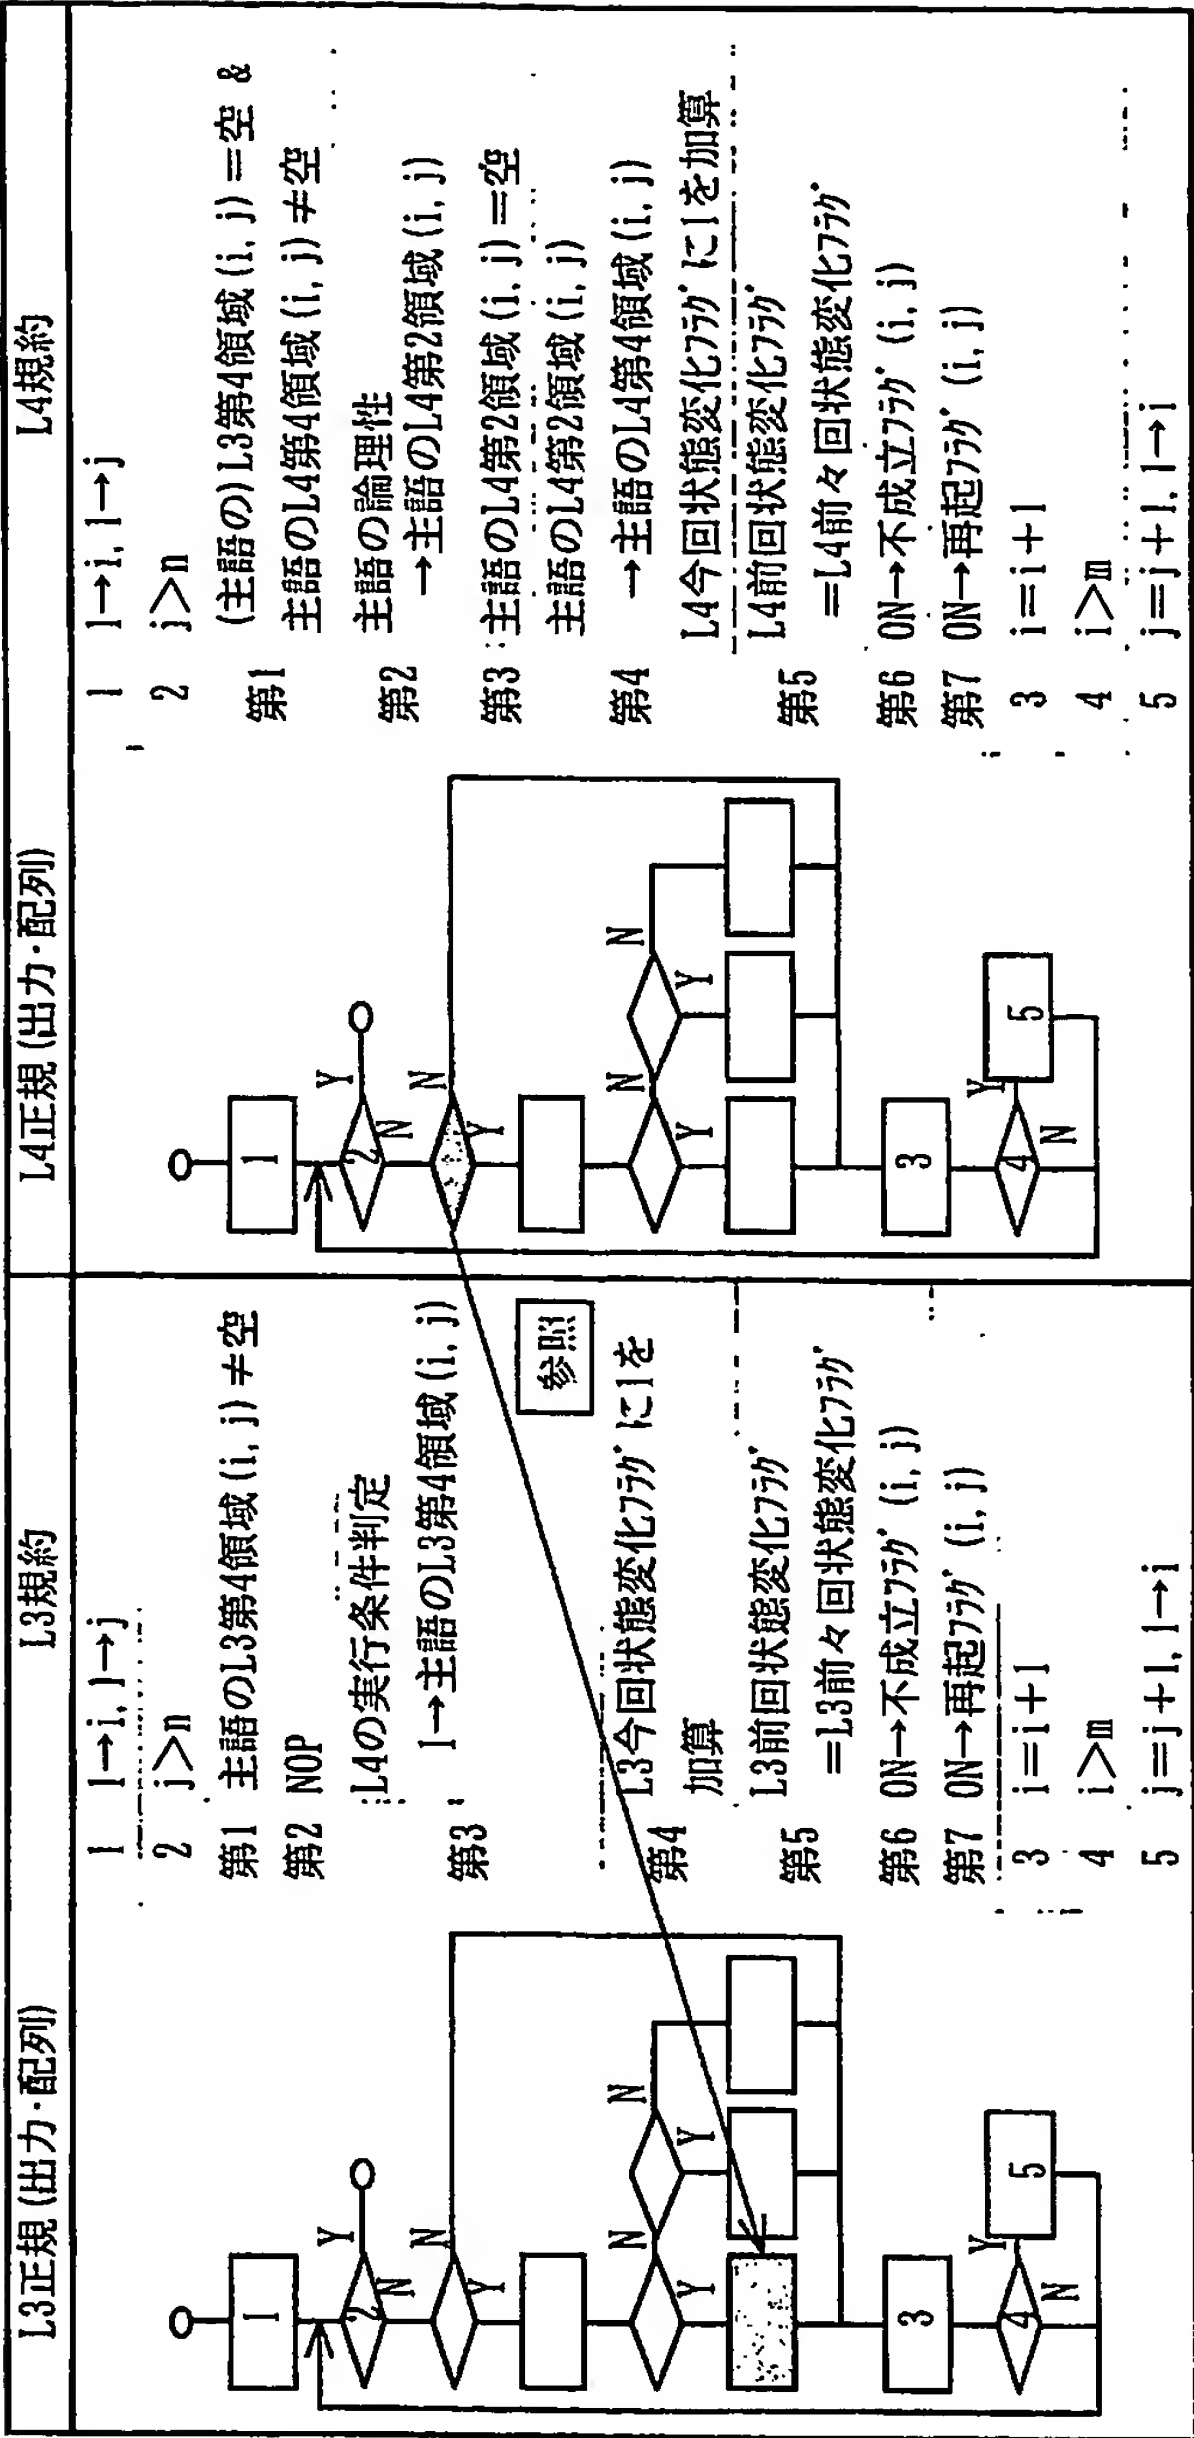 L3正規(出力・配列)
1
2
Y
N
N
Y
N
N
Y
Y
3
4
Y
N
5
L3規約
1 1→i, 1→j
2 j>n
第1 主語のL3第4領域(i, j)≠空
第2 NOP
L4の実行条件判定
第3 1→主語のL3第4領域(i, j)
参照
第4 L3今回状態変化フラグに1を
加算
第5 L3前回状態変化フラグ
=L3前々回状態変化フラグ
第6 ON→不成立フラグ(i, j)
第7 ON→再起フラグ(i, j)
3 i=i+1
4 i>m
5 j=j+1, 1→i
L4正規(出力・配列)
1
2
Y
N
N
Y
N
N
Y
Y
3
4
Y
N
5
L4規約
1 1→i, 1→j
2 j>n
第1 (主語の)L3第4領域(i, j)=空 &
主語のL4第4領域(i, j)≠空
第2 主語の論理性
→主語のL4第2領域(i, j)
第3 主語のL4第2領域(i, j)=空
第4 主語のL4第2領域(i, j)
→主語のL4第4領域(i, j)
第5 L4今回状態変化フラグに1を加算
L4前回状態変化フラグ
=L4前々回状態変化フラグ
第6 ON→不成立フラグ(i, j)
第7 ON→再起フラグ(i, j)
3 i=i+1
4 i>m
5 j=j+1, 1→i